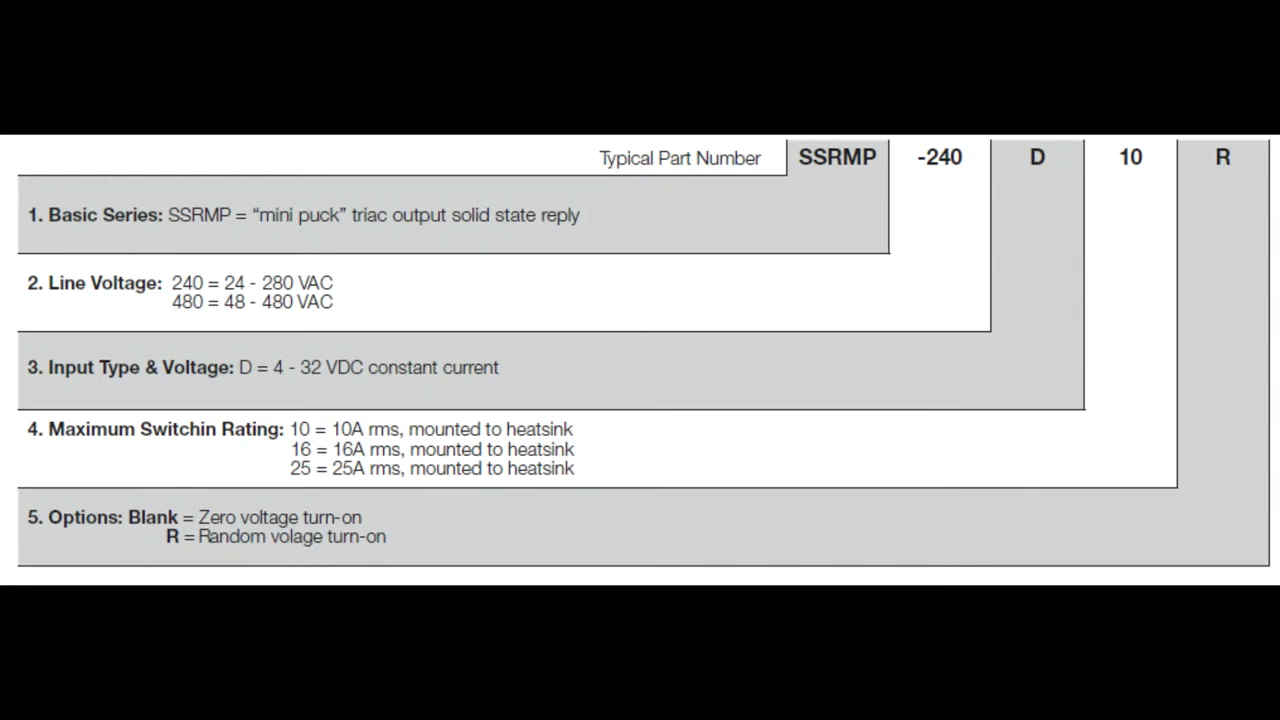 Typical Part Number SSRMP -240 D 10 R
1. Basic Series: SSRMP = “mini puck” triac output solid state reply
2. Line Voltage: 240 = 24 - 280 VAC
480 = 48 - 480 VAC
3. Input Type & Voltage: D = 4 - 32 VDC constant current
4. Maximum Switchin Rating: 10 = 10A rms, mounted to heatsink
16 = 16A rms, mounted to heatsink
25 = 25A rms, mounted to heatsink
5. Options: Blank = Zero voltage turn-on
R = Random volage turn-on